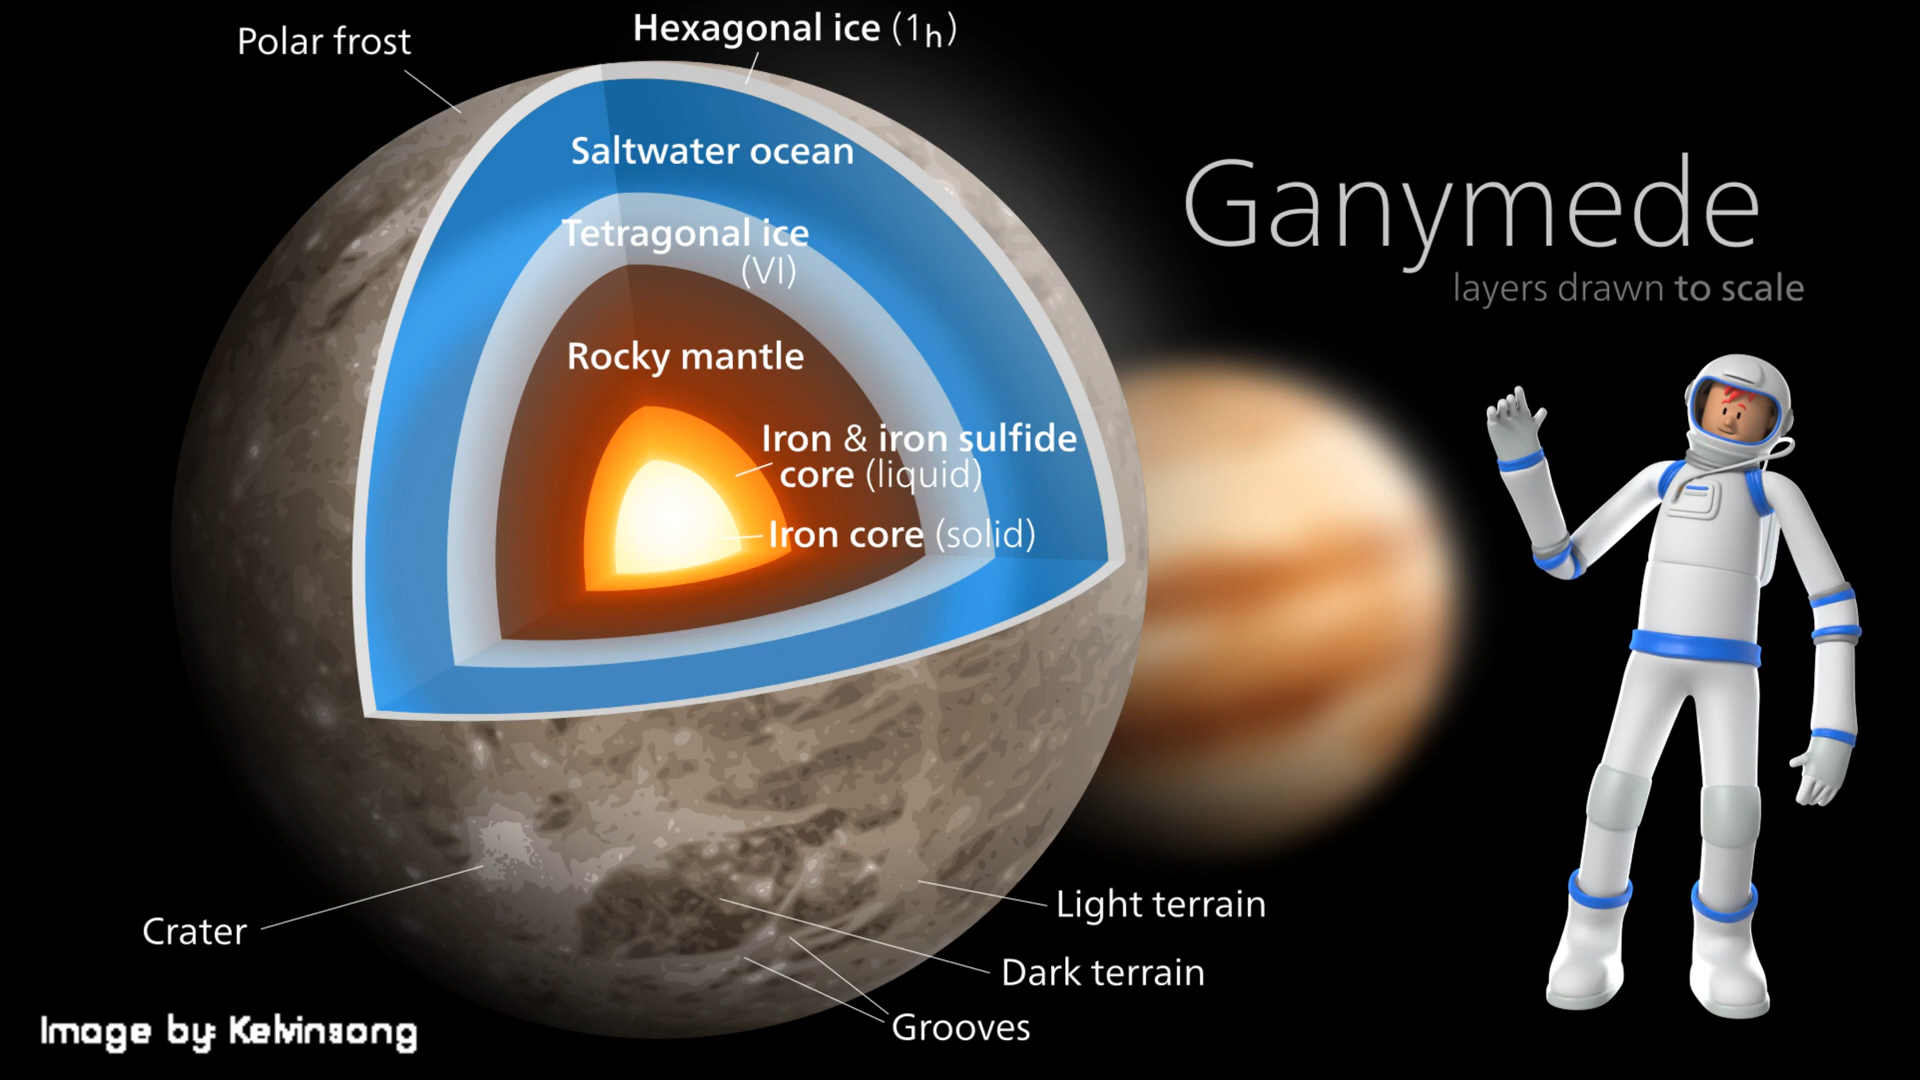 Polar frost
Hexagonal ice (1h)
Saltwater ocean
Tetragonal ice
(VI)
Rocky mantle
Iron & iron sulfide
core (liquid)
Iron core (solid)
Ganymede
layers drawn to scale
Crater
Light terrain
Dark terrain
Grooves
Image by: Kelvinsong